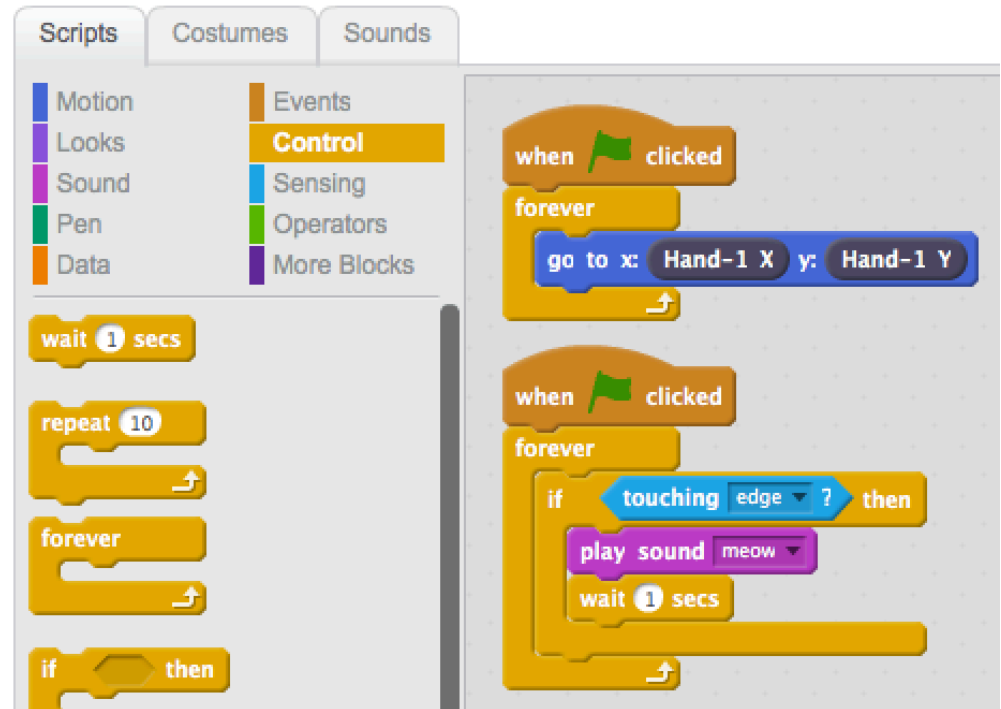 Scripts Costumes Sounds
Motion Events
Looks Control
Sound Sensing
Pen Operators
Data More Blocks
wait 1 secs
repeat 10
forever
if then
when clicked
forever
go to x: Hand-1 X y: Hand-1 Y
when clicked
forever
if touching edge ? then
play sound meow
wait 1 secs